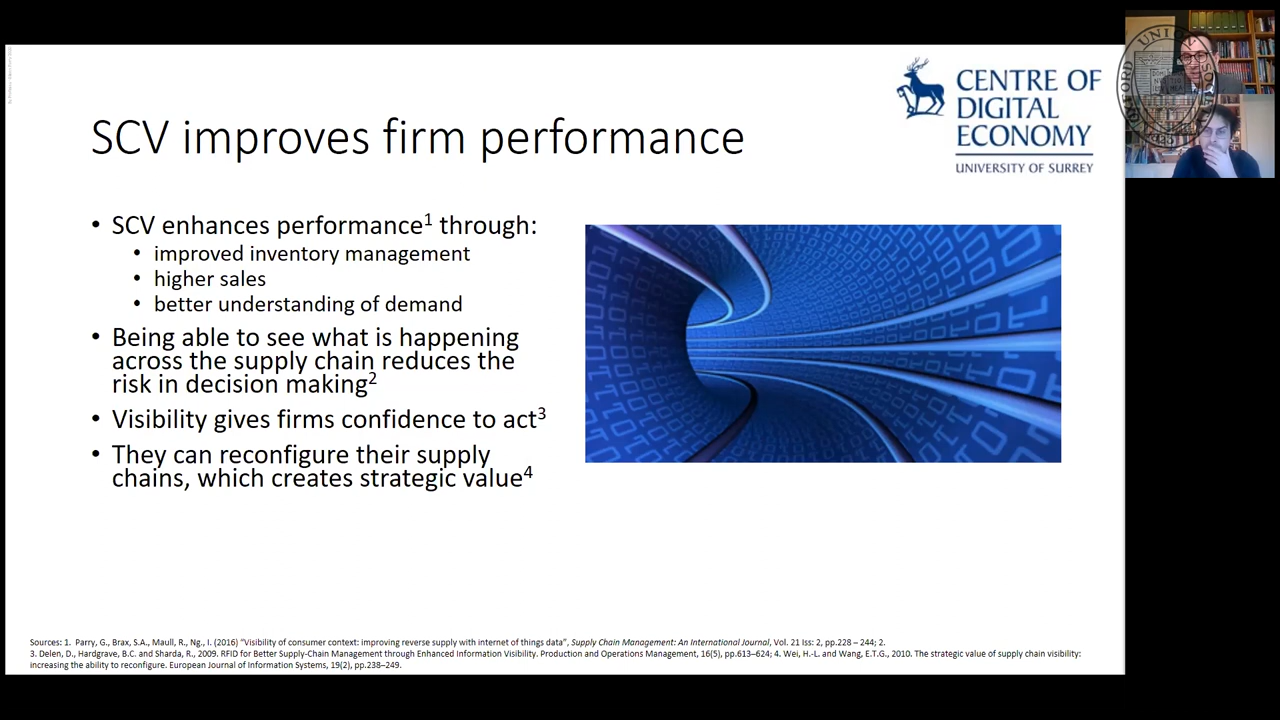 CENTRE OF
DIGITAL
ECONOMY
UNIVERSITY OF SURREY
SCV improves firm performance
• SCV enhances performance¹ through:
• improved inventory management
• higher sales
• better understanding of demand
• Being able to see what is happening
across the supply chain reduces the
risk in decision making²
• Visibility gives firms confidence to act³
• They can reconfigure their supply
chains, which creates strategic value⁴
Sources: 1. Parry, G., Brax, S.A., Maull, R., Ng., I. (2016) "Visibility of consumer context: improving reverse supply with internet of things data", Supply Chain Management: An International Journal, Vol. 21 Iss: 2, pp.228 – 244; 2.
3. Delen, D., Hardgrave, B.C. and Sharda, R., 2009. RFID for Better Supply-Chain Management through Enhanced Information Visibility. Production and Operations Management, 16(5), pp.613–624; 4. Wei, H.-L. and Wang, E.T.G., 2010. The strategic value of supply chain visibility:
increasing the ability to reconfigure. European Journal of Information Systems, 19(2), pp.238–249.